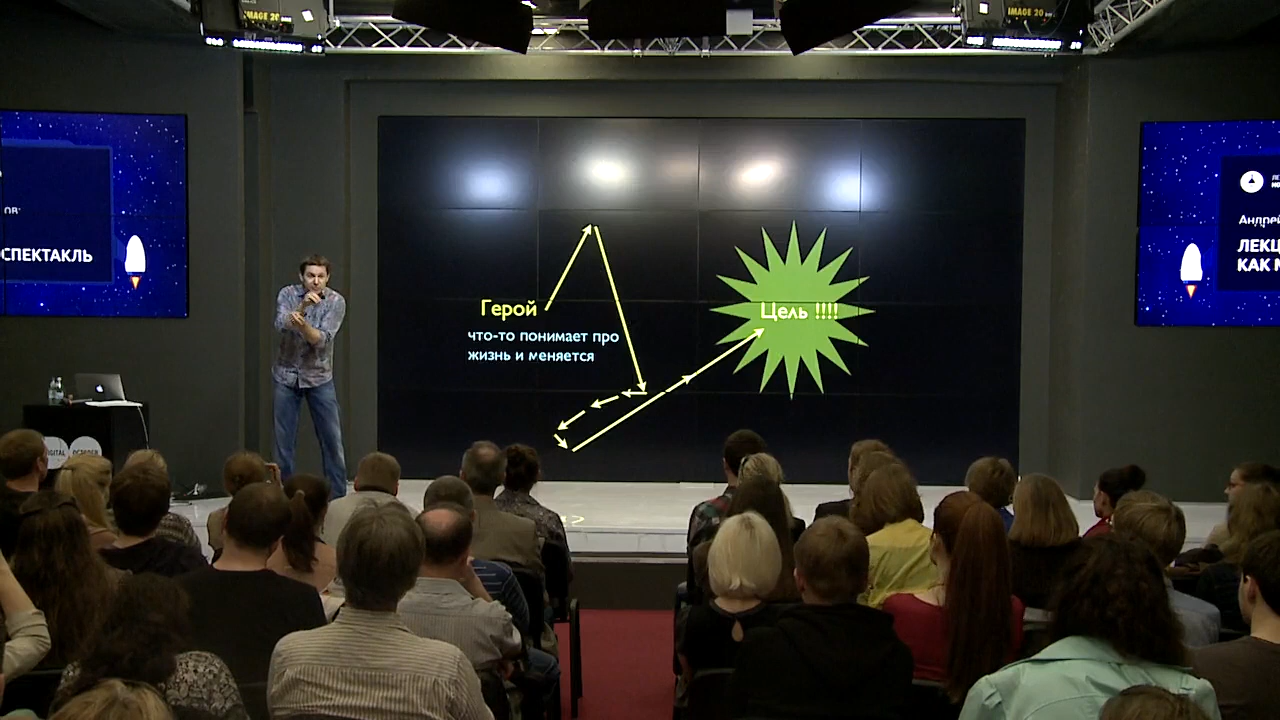 IMAGE 20
IMAGE 20
СПЕКТАКЛЬ
Герой
что-то понимает про
жизнь и меняется
Цель !!!!
Андрей
ЛЕКЦ
КАК